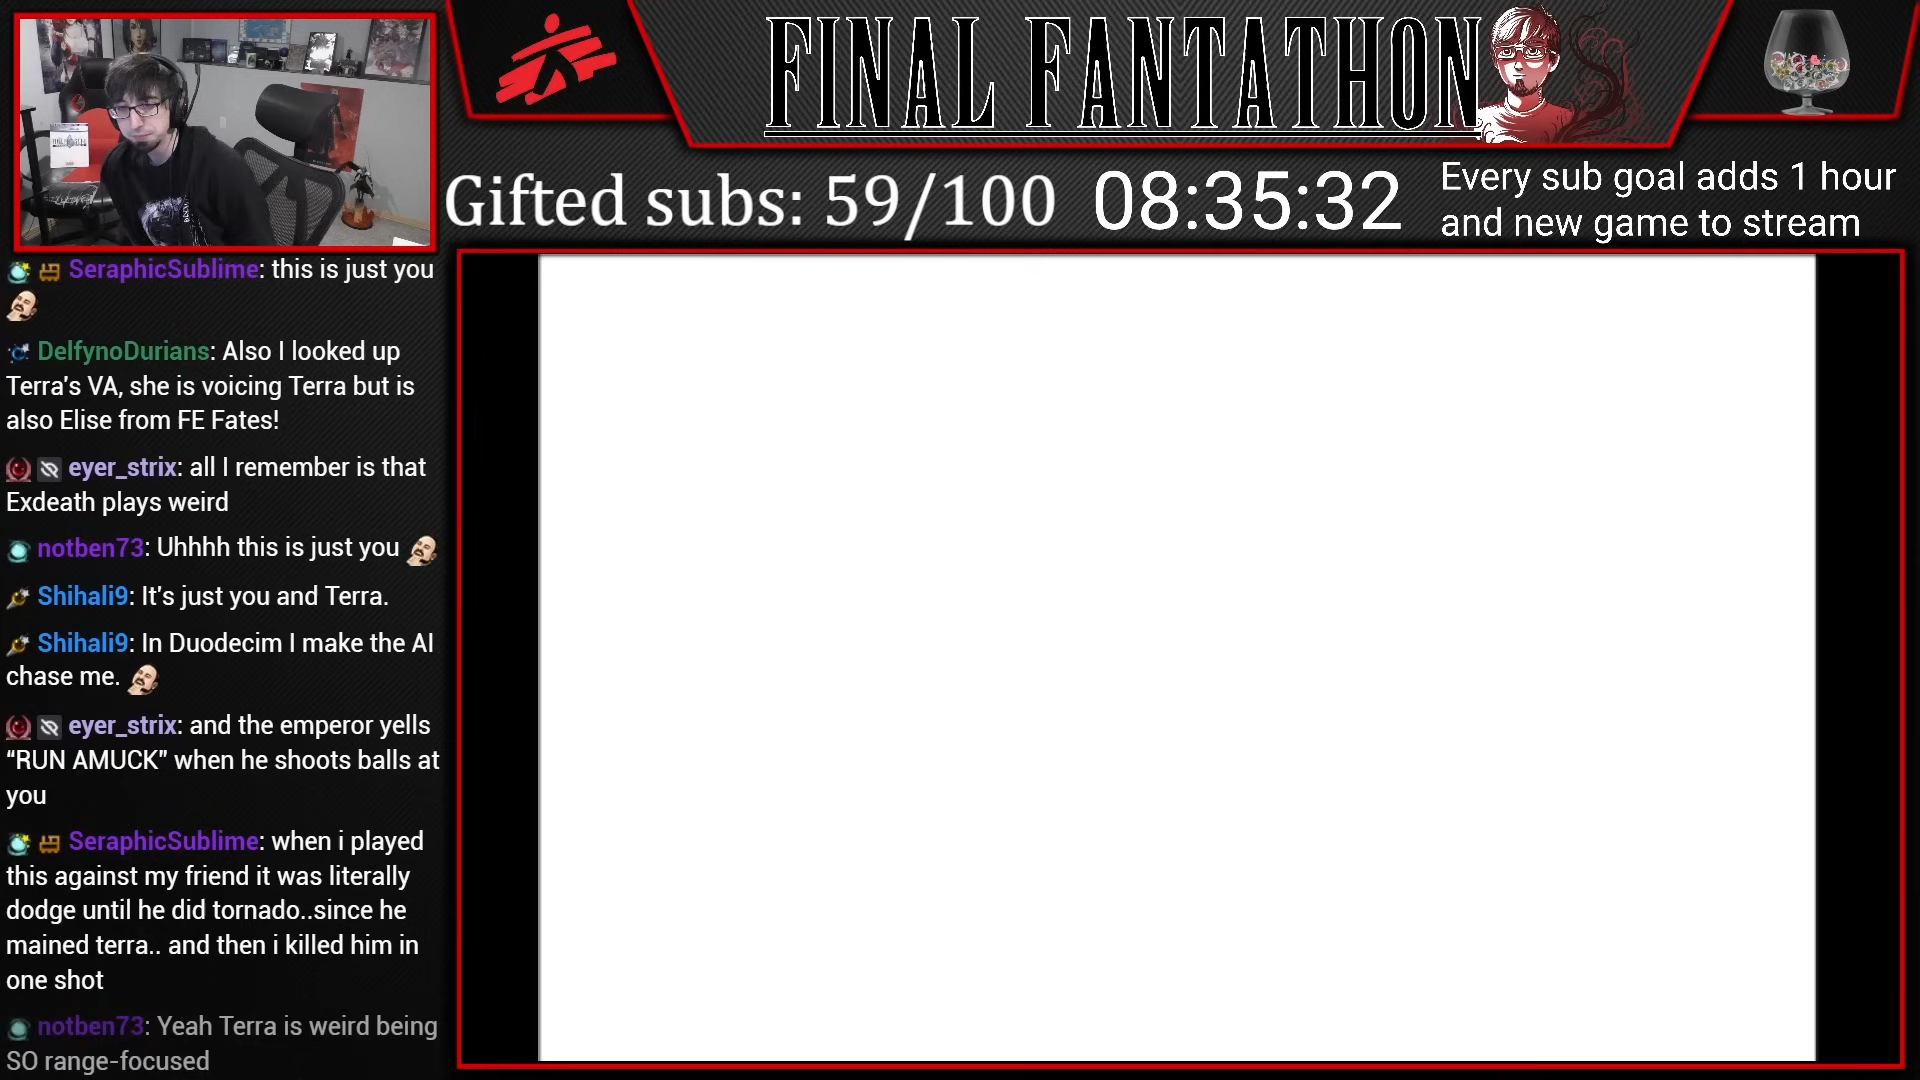 FINAL FANTATHON
Gifted subs: 59/100
08:35:32
Every sub goal adds 1 hour
and new game to stream
SeraphicSublime: this is just you
DelfynoDurians: Also I looked up
Terra's VA, she is voicing Terra but is
also Elise from FE Fates!
eyer_strix: all I remember is that
Exdeath plays weird
notben73: Uhhhh this is just you
Shihali9: It's just you and Terra.
Shihali9: In Duodecim I make the AI
chase me.
eyer_strix: and the emperor yells
“RUN AMUCK” when he shoots balls at
you
SeraphicSublime: when i played
this against my friend it was literally
dodge until he did tornado..since he
mained terra.. and then i killed him in
one shot
notben73: Yeah Terra is weird being
SO range-focused